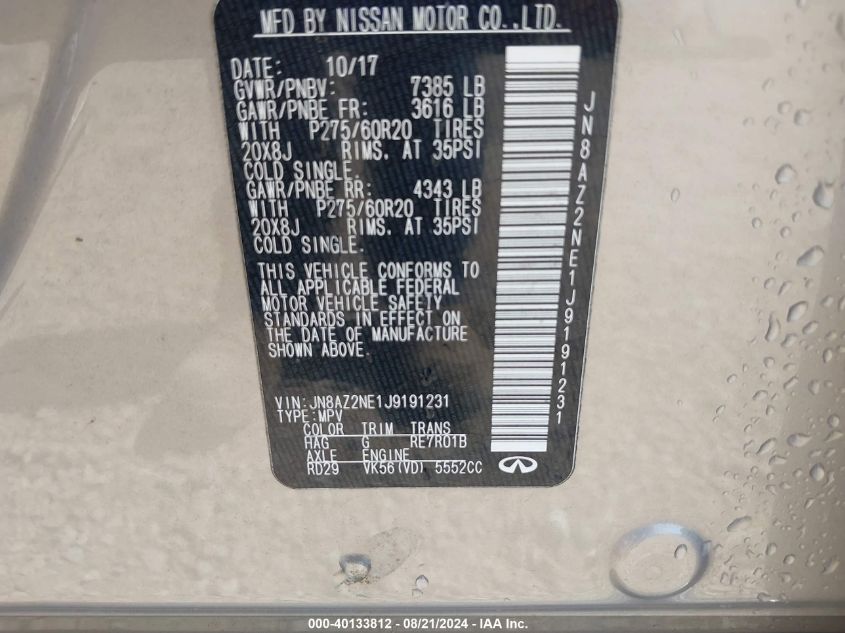 MFD BY NISSAN MOTOR CO.,LTD.
DATE: 10/17
GVWR/PNBV: 7385 LB
GAWR/PNBE FR: 3616 LB
WITH P275/60R20 TIRES
20X8J RIMS. AT 35PSI
COLD SINGLE.
GAWR/PNBE RR: 4343 LB
WITH P275/60R20 TIRES
20X8J RIMS. AT 35PSI
COLD SINGLE.
THIS VEHICLE CONFORMS TO
ALL APPLICABLE FEDERAL
MOTOR VEHICLE SAFETY
STANDARDS IN EFFECT ON
THE DATE OF MANUFACTURE
SHOWN ABOVE.
VIN:JN8AZ2NE1J9191231
TYPE:MPV
COLOR TRIM TRANS
HAG G RE7R01B
AXLE ENGINE
RD29 VK56(VD) 5552CC
JN8AZ2NE1J9191231
000-40133812 - 08/21/2024 - IAA Inc.